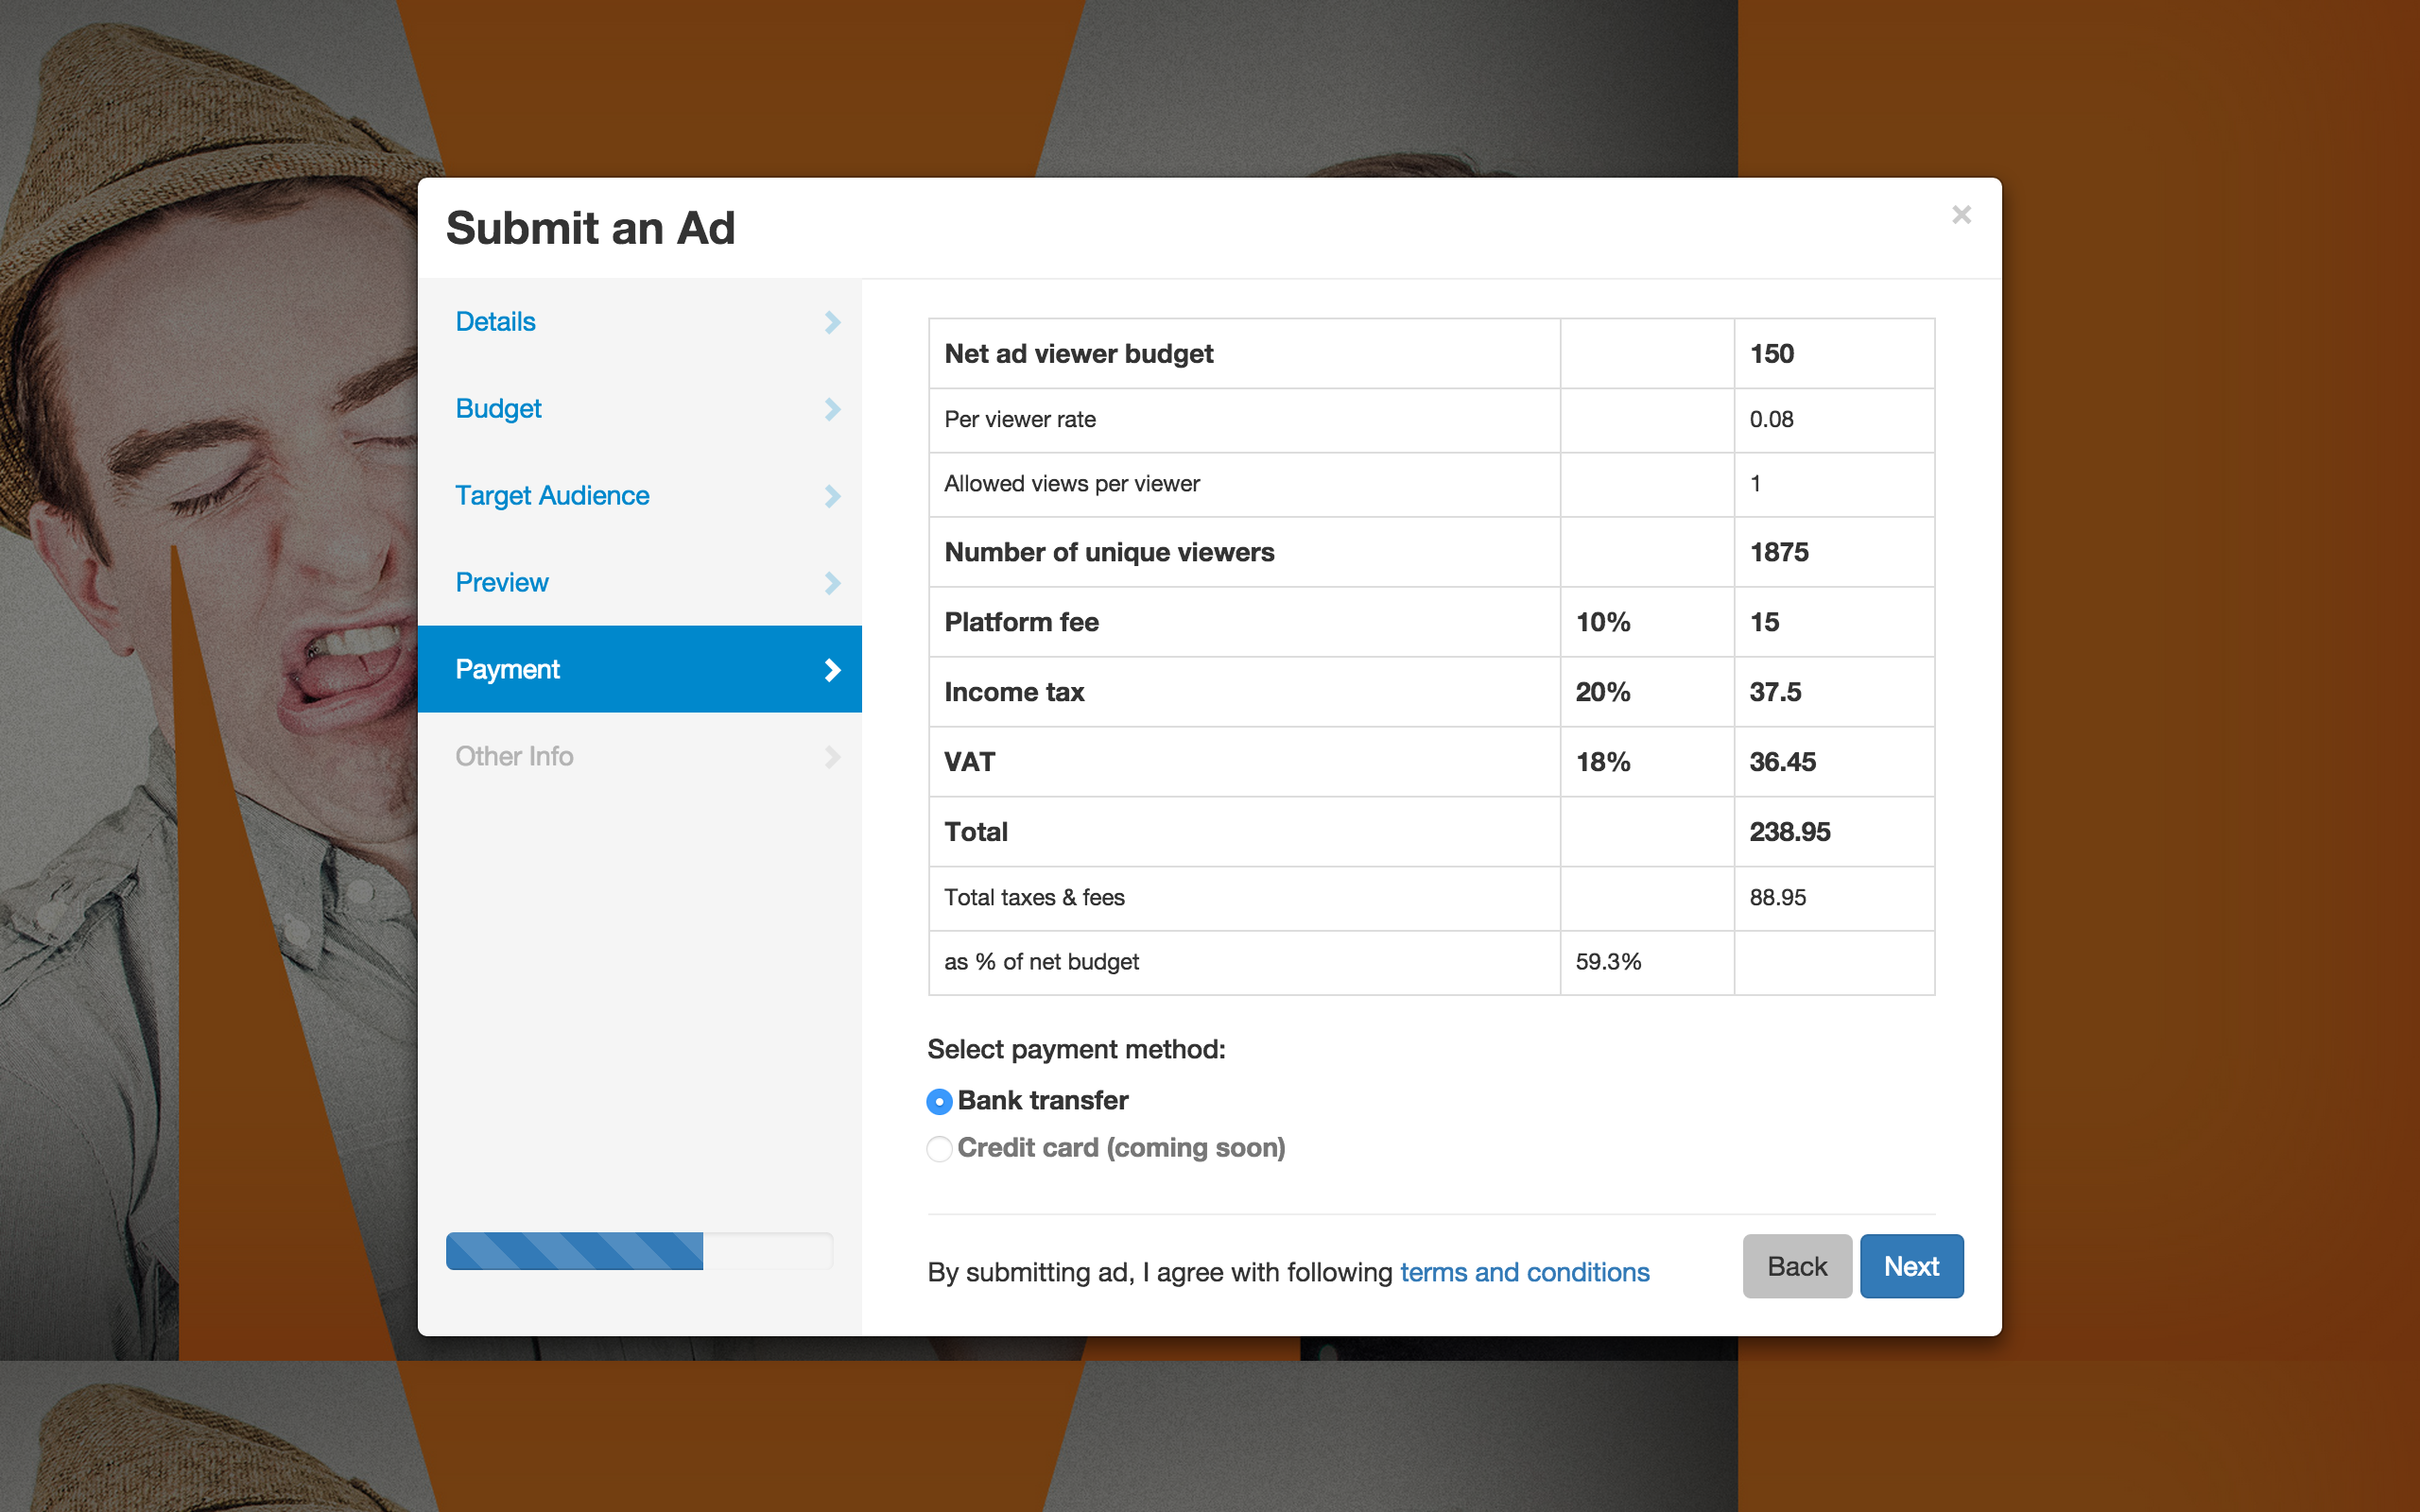 Submit an Ad
×
Details
Budget
Target Audience
Preview
Payment
Other Info
Net ad viewer budget 150
Per viewer rate 0.08
Allowed views per viewer 1
Number of unique viewers 1875
Platform fee 10% 15
Income tax 20% 37.5
VAT 18% 36.45
Total 238.95
Total taxes & fees 88.95
as % of net budget 59.3%
Select payment method:
Bank transfer
Credit card (coming soon)
By submitting ad, I agree with following terms and conditions
Back Next